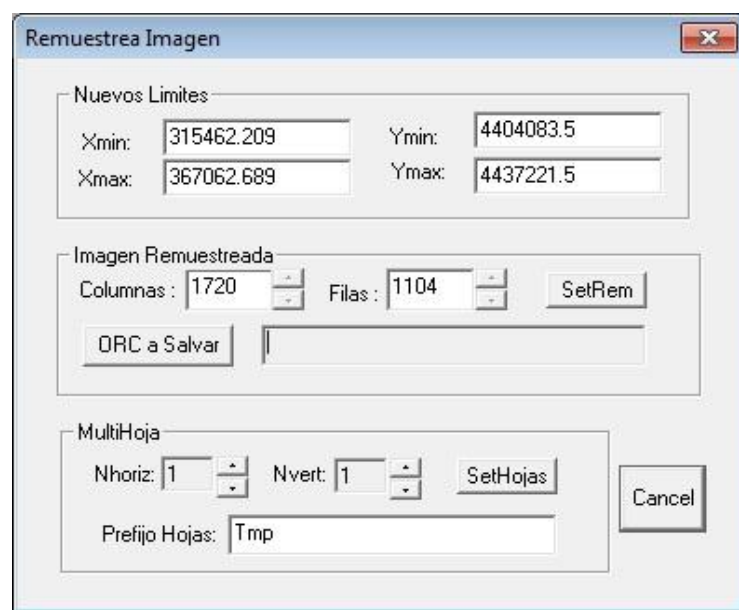 Remuestrea Imagen
Nuevos Limites
Xmin: 315462.209 Ymin: 4404083.5
Xmax: 367062.689 Ymax: 4437221.5
Imagen Remuestreada
Columnas : 1720 Filas : 1104 SetRem
ORC a Salvar
MultiHoja
Nhoriz: 1 Nvert: 1 SetHojas
Cancel
Prefijo Hojas: Tmp